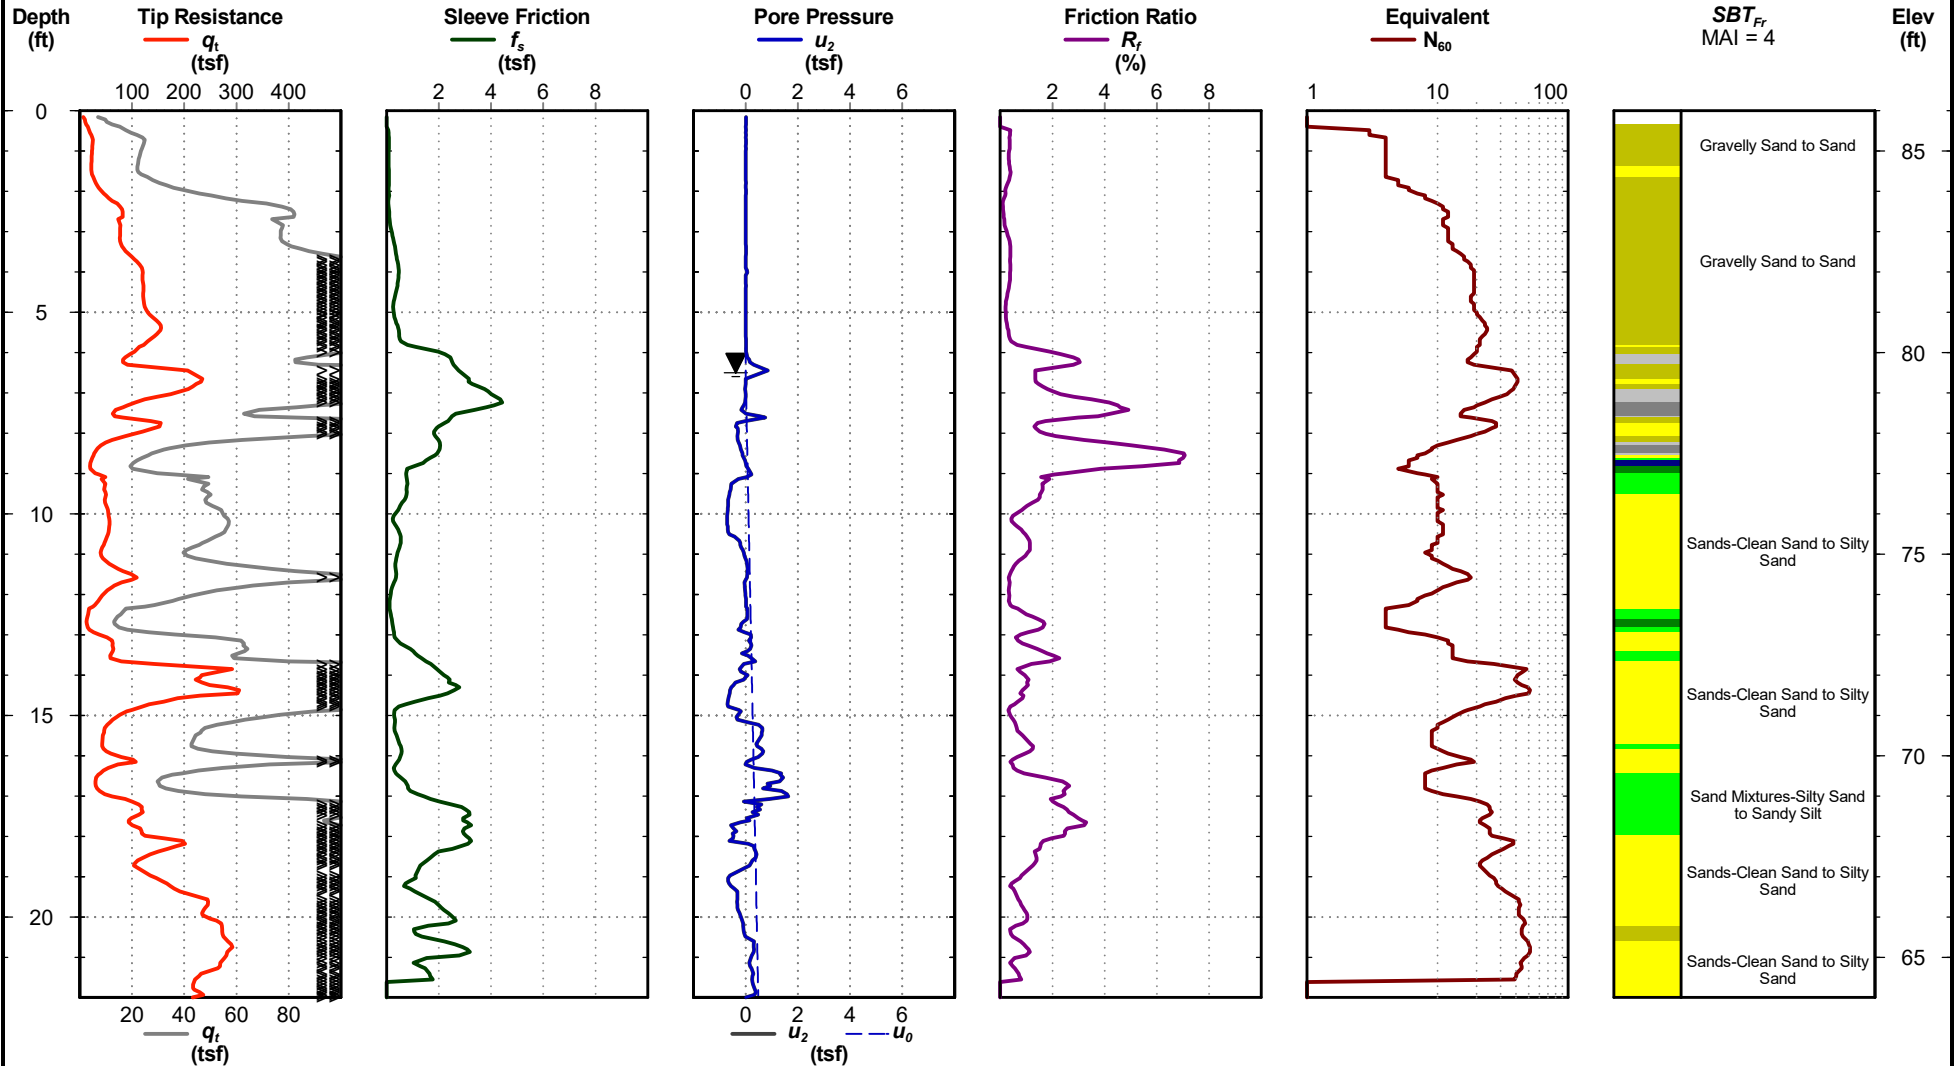 Depth
(ft)
Tip Resistance
qt
(tsf)
Sleeve Friction
fs
(tsf)
Pore Pressure
u2
(tsf)
Friction Ratio
Rf
(%)
Equivalent
N60
SBTFr
MAI = 4
Elev
(ft)
100 200 300 400
2 4 6 8
0 2 4 6
2 4 6 8
1 10 100
0
5
10
15
20
Gravelly Sand to Sand
Gravelly Sand to Sand
Sands-Clean Sand to Silty
Sand
Sands-Clean Sand to Silty
Sand
Sand Mixtures-Silty Sand
to Sandy Silt
Sands-Clean Sand to Silty
Sand
Sands-Clean Sand to Silty
Sand
85
80
75
70
65
20 40 60 80
qt
(tsf)
0 2 4 6
u2 u0
(tsf)